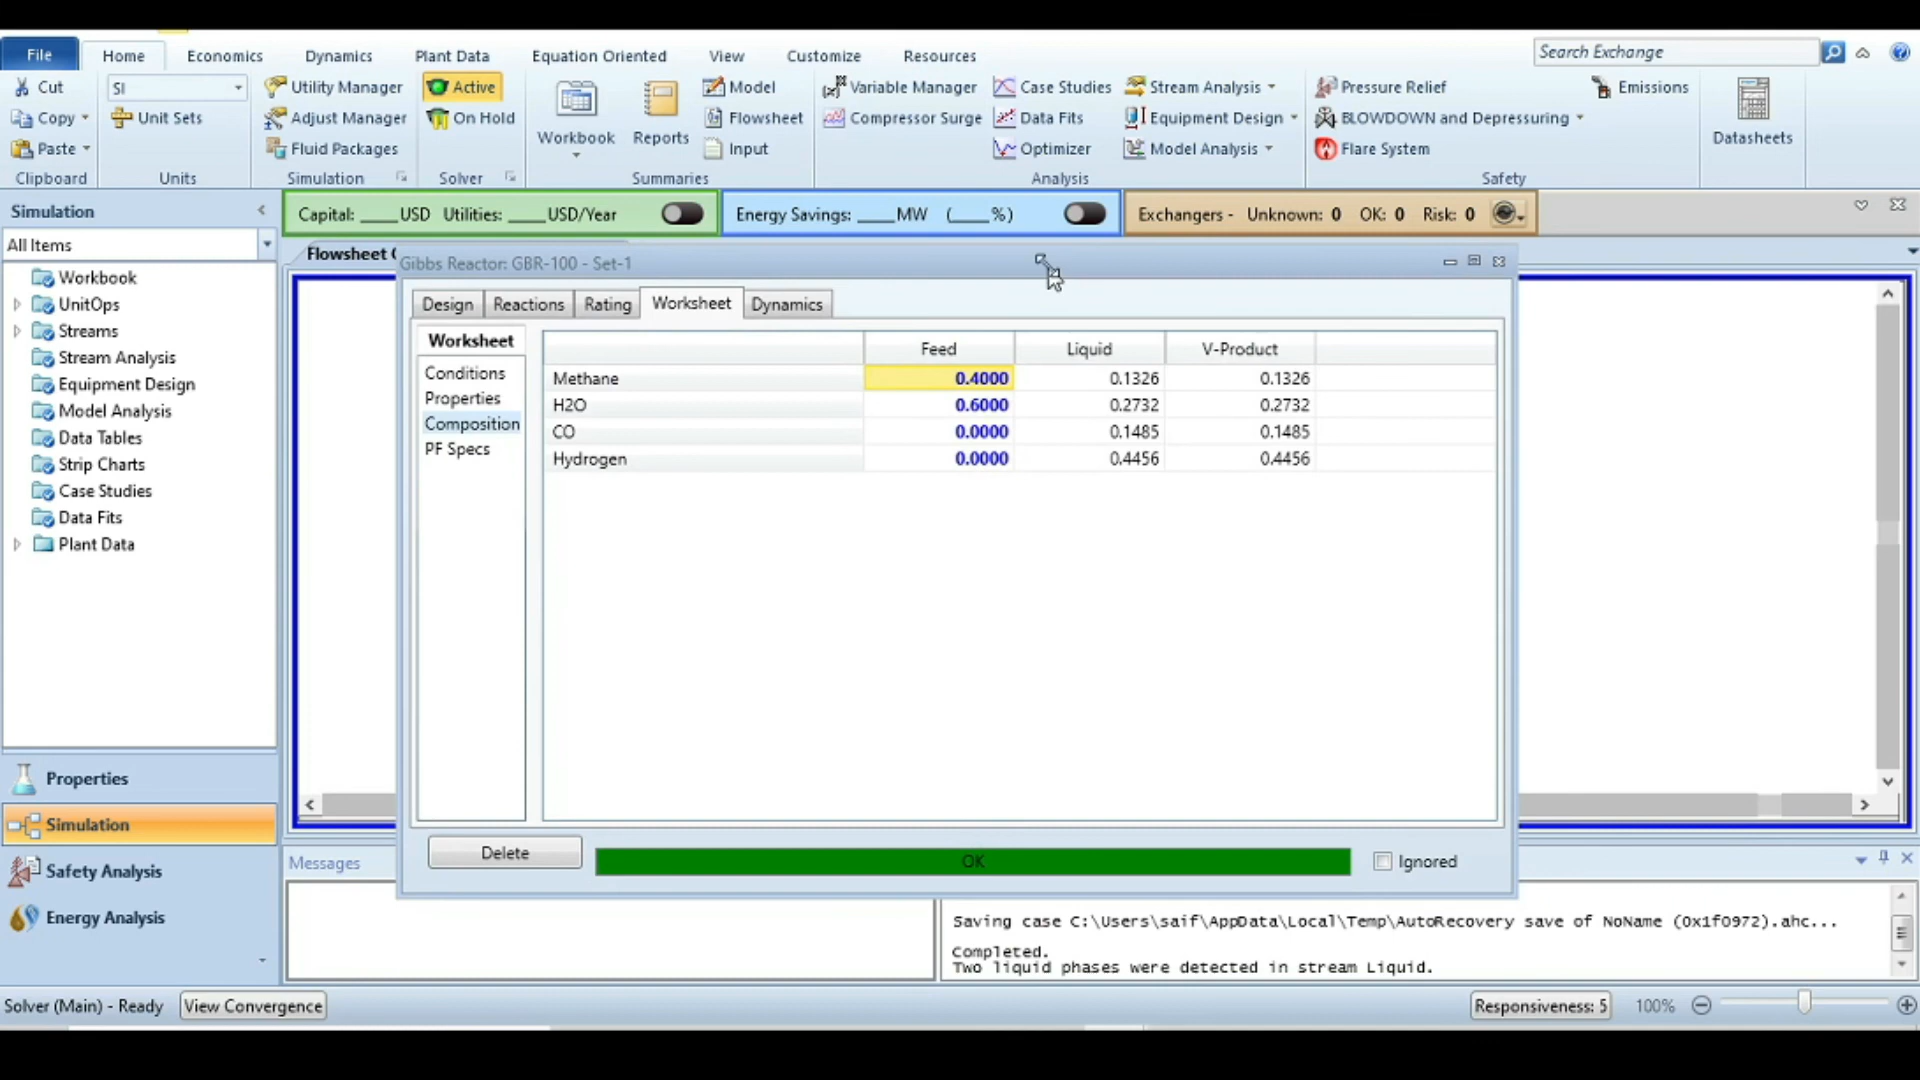 File
Home
Economics
Dynamics
Plant Data
Equation Oriented
View
Customize
Resources
Search Exchange
Cut
Copy
Paste
Clipboard
SI
Unit Sets
Units
Utility Manager
Adjust Manager
Fluid Packages
Simulation
Active
On Hold
Solver
Workbook
Reports
Model
Flowsheet
Input
Summaries
Variable Manager
Compressor Surge
Case Studies
Data Fits
Optimizer
Stream Analysis
Equipment Design
Model Analysis
Analysis
Pressure Relief
BLOWDOWN and Depressuring
Flare System
Emissions
Safety
Datasheets
Simulation
Capital: ____USD Utilities: ____USD/Year
Energy Savings: ____MW (____%)
Exchangers - Unknown: 0 OK: 0 Risk: 0
All Items
Workbook
UnitOps
Streams
Stream Analysis
Equipment Design
Model Analysis
Data Tables
Strip Charts
Case Studies
Data Fits
Plant Data
Properties
Simulation
Safety Analysis
Energy Analysis
Flowsheet
Gibbs Reactor: GBR-100 - Set-1
Design Reactions Rating Worksheet Dynamics
Worksheet
Conditions
Properties
Composition
PF Specs
Feed Liquid V-Product
Methane 0.4000 0.1326 0.1326
H2O 0.6000 0.2732 0.2732
CO 0.0000 0.1485 0.1485
Hydrogen 0.0000 0.4456 0.4456
Delete
OK
Ignored
Messages
Saving case C:\Users\saif\AppData\Local\Temp\AutoRecovery save of NoName (0x1f0972).ahc...
Completed.
Two liquid phases were detected in stream Liquid.
Solver (Main) - Ready
View Convergence
Responsiveness: 5
100%